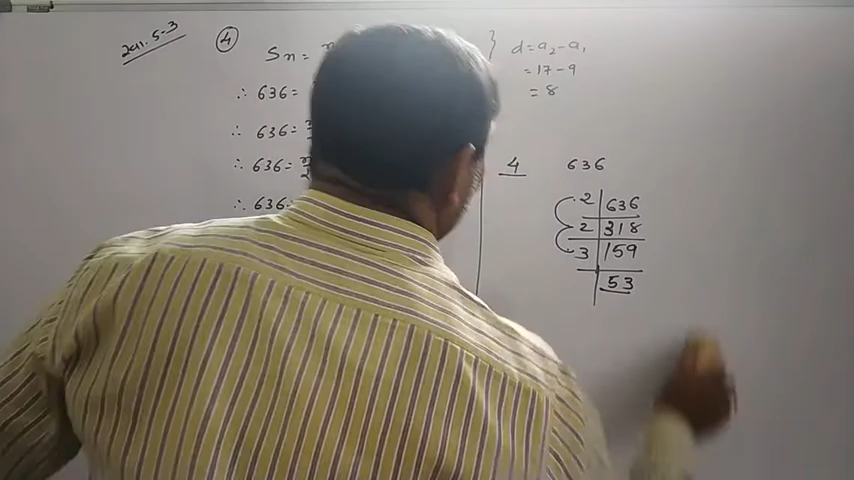 2y1. 5-3
4
Sn =
∴ 636 =
∴ 636 =
∴ 636 =
∴ 636 =
} d = a₂ - a₁
= 17 - 9
= 8
4 636
2 | 636
2 | 318
3 | 159
53